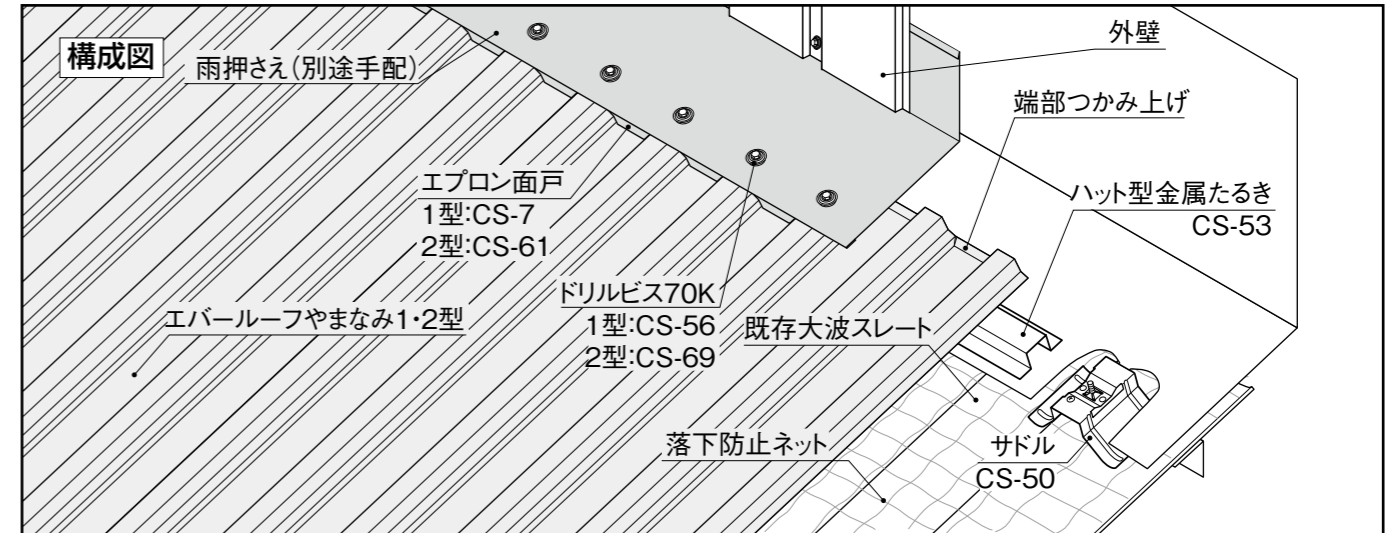 構成図
雨押さえ(別途手配)
外壁
端部つかみ上げ
エプロン面戸
1型:CS-7
2型:CS-61
ハット型金属たるき
CS-53
ドリルビス70K
1型:CS-56
2型:CS-69
エバールーフやまなみ1・2型
既存大波スレート
落下防止ネット
サドル
CS-50